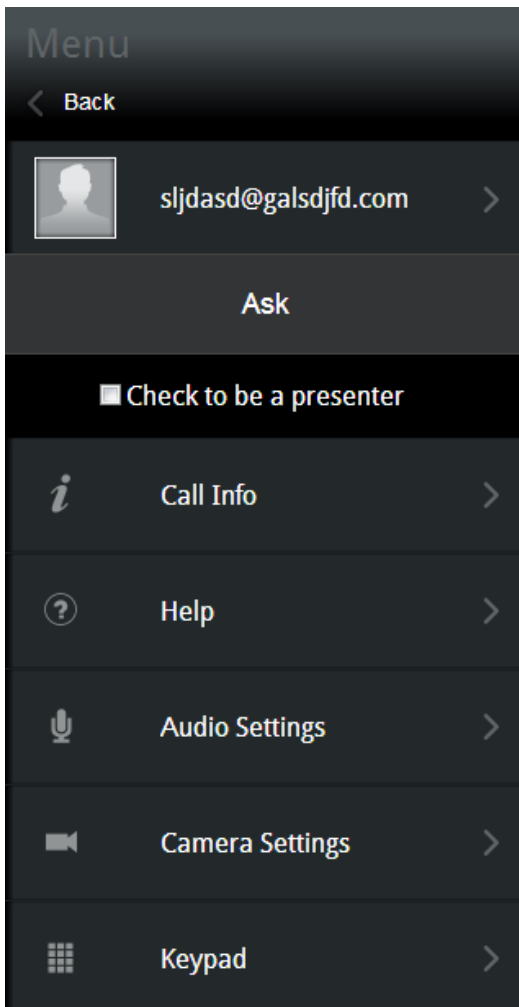 Menu
Back
sljdasd@galsdjfd.com
Ask
Check to be a presenter
Call Info
Help
Audio Settings
Camera Settings
Keypad